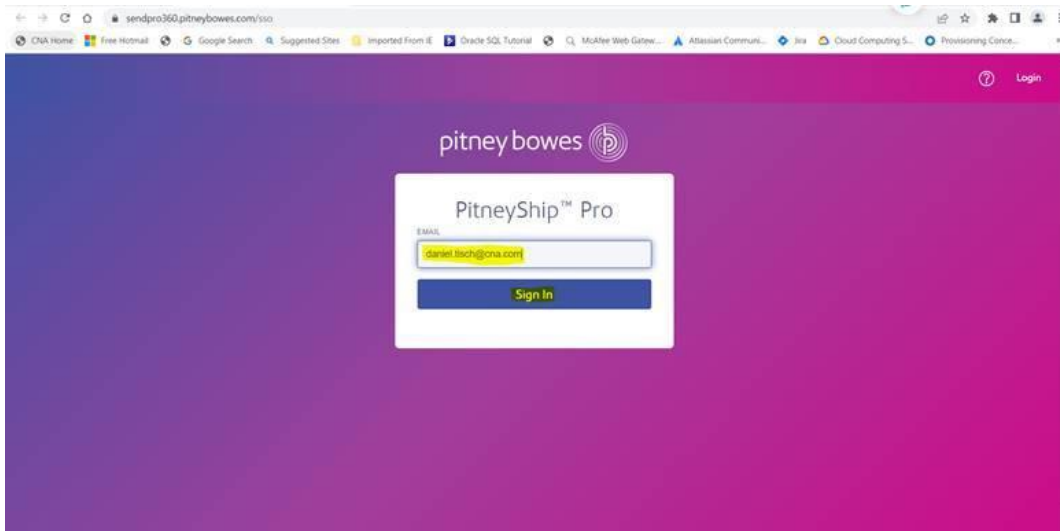 sendpro360.pitneybowes.com/sso
CNA Home Free Hotmail Google Search Suggested Sites Imported From IE Oracle SQL Tutorial McAfee Web Gatew... Atlassian Communi... Jira Cloud Computing S... Provisioning Conce...
Login
pitney bowes
PitneyShip™ Pro
EMAIL
daniel.tisch@cna.com
Sign In